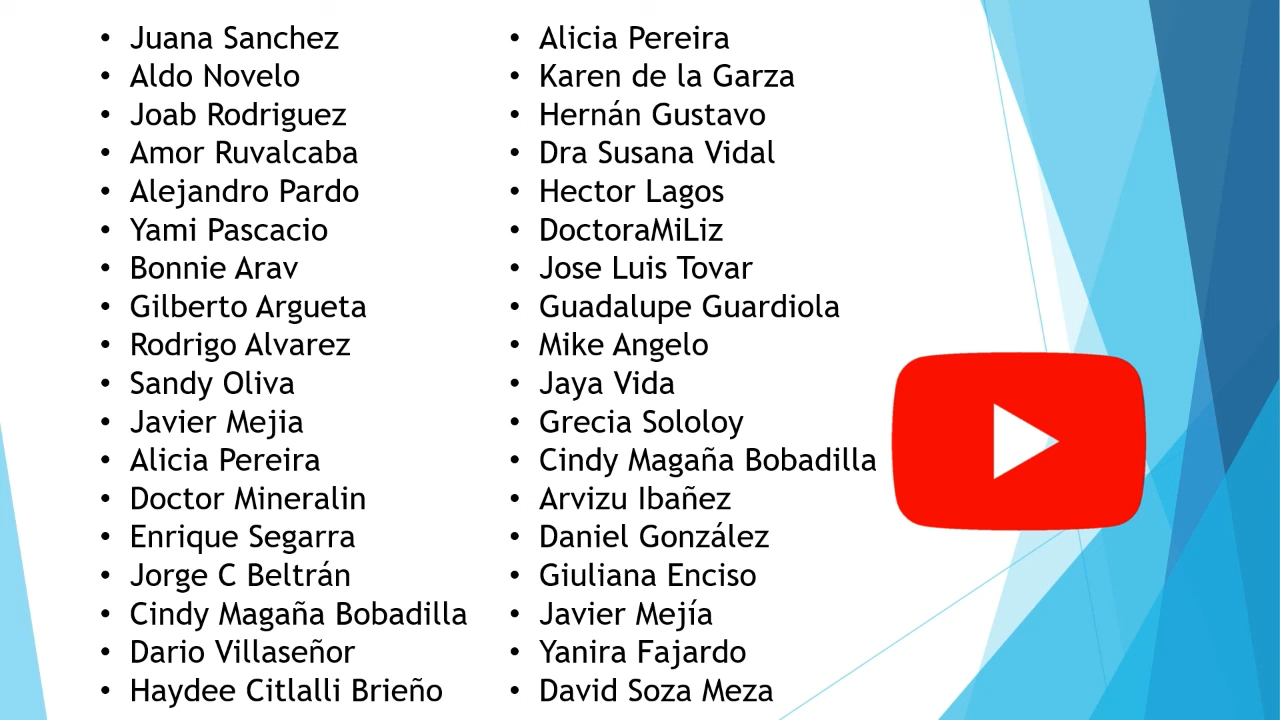 • Juana Sanchez
• Aldo Novelo
• Joab Rodriguez
• Amor Ruvalcaba
• Alejandro Pardo
• Yami Pascacio
• Bonnie Arav
• Gilberto Argueta
• Rodrigo Alvarez
• Sandy Oliva
• Javier Mejia
• Alicia Pereira
• Doctor Mineralin
• Enrique Segarra
• Jorge C Beltrán
• Cindy Magaña Bobadilla
• Dario Villaseñor
• Haydee Citlalli Brieño
• Alicia Pereira
• Karen de la Garza
• Hernán Gustavo
• Dra Susana Vidal
• Hector Lagos
• DoctoraMiLiz
• Jose Luis Tovar
• Guadalupe Guardiola
• Mike Angelo
• Jaya Vida
• Grecia Sololoy
• Cindy Magaña Bobadilla
• Arvizu Ibañez
• Daniel González
• Giuliana Enciso
• Javier Mejía
• Yanira Fajardo
• David Soza Meza